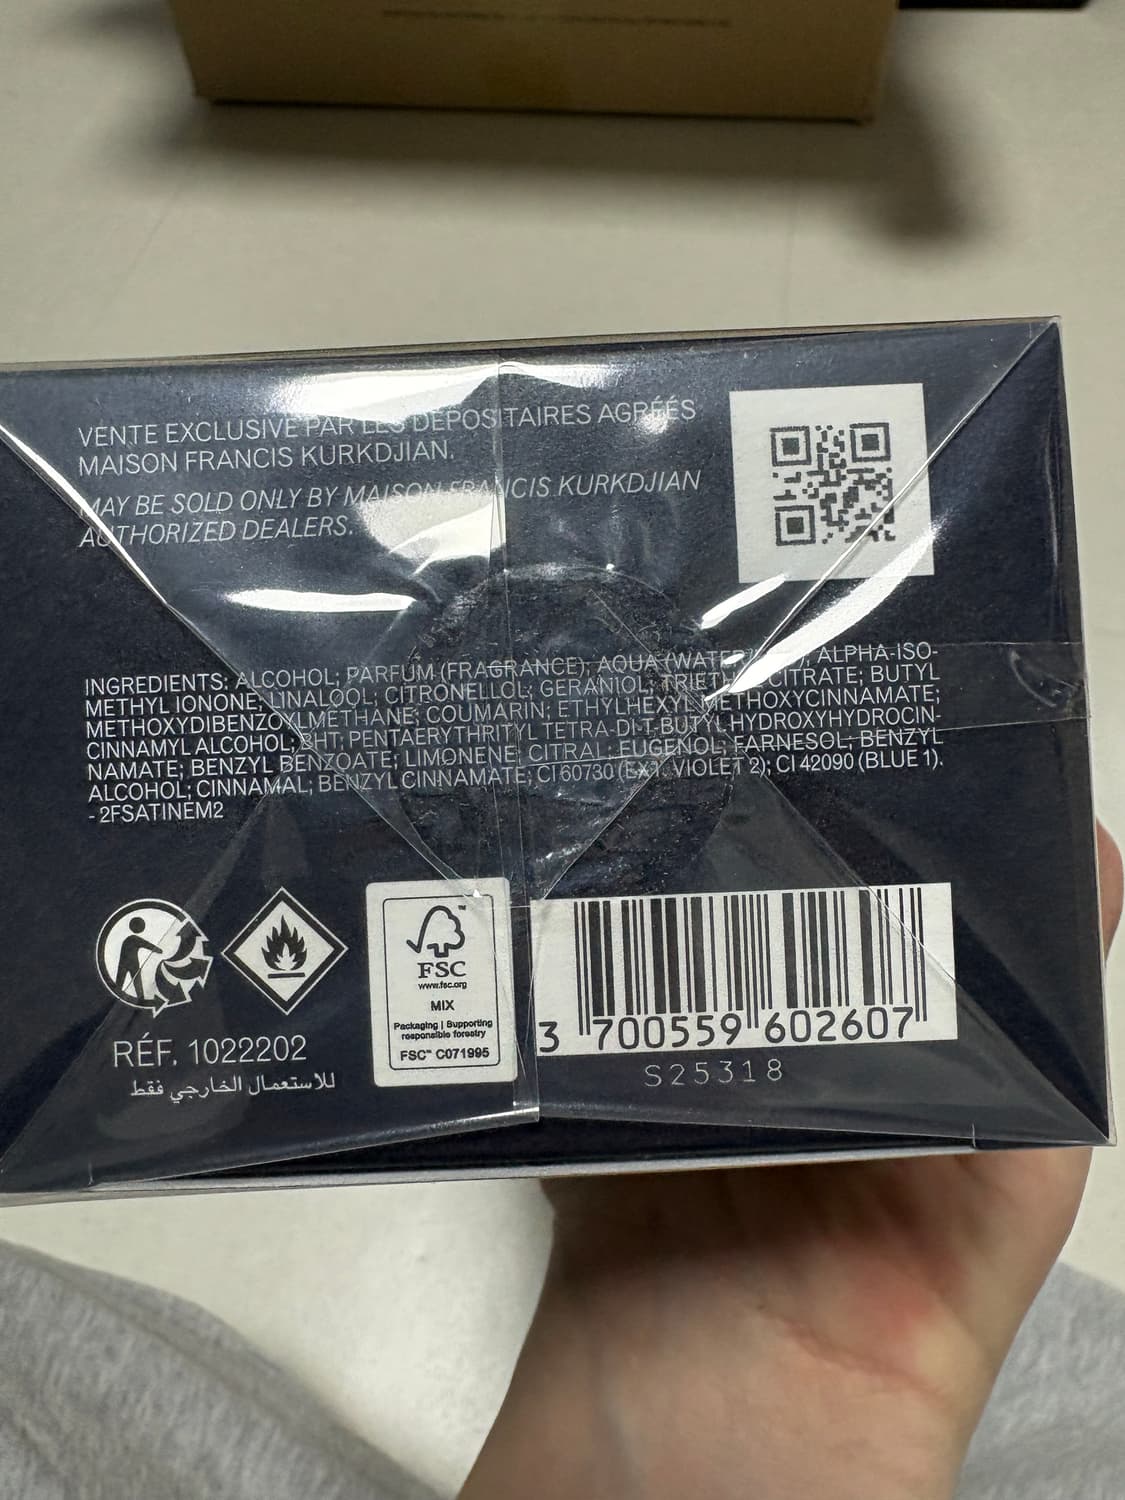 VENTE EXCLUSIVE PAR LES DÉPOSITAIRES AGRÉÉS
MAISON FRANCIS KURKDJIAN.
MAY BE SOLD ONLY BY MAISON FRANCIS KURKDJIAN
AUTHORIZED DEALERS.
INGREDIENTS: ALCOHOL; PARFUM (FRAGRANCE); AQUA ALPHA-ISO-
METHYL IONONE; LINALOOL; CITRONELLOL; GERANIOL; TRIETHYL CITRATE; BUTYL
METHOXYDIBENZOYLMETHANE; COUMARIN; ETHYLHEXYL METHOXYCINNAMATE;
CINNAMYL ALCOHOL; BHT; PENTAERYTHRITYL TETRA-DI-T-BUTYL HYDROXYHYDROCIN-
NAMATE; BENZYL BENZOATE; LIMONENE; CITRAL; EUGENOL; FARNESOL; BENZYL
ALCOHOL; CINNAMAL; BENZYL CINNAMATE; CI 60730 (EXT. VIOLET 2); CI 42090 (BLUE 1).
- 2FSATINEM2
FSC
www.fsc.org
MIX
Packaging | Supporting
responsible forestry
FSC™ C071995
3 700559 602607
S25318
RÉF. 1022202
للاستعمال الخارجي فقط